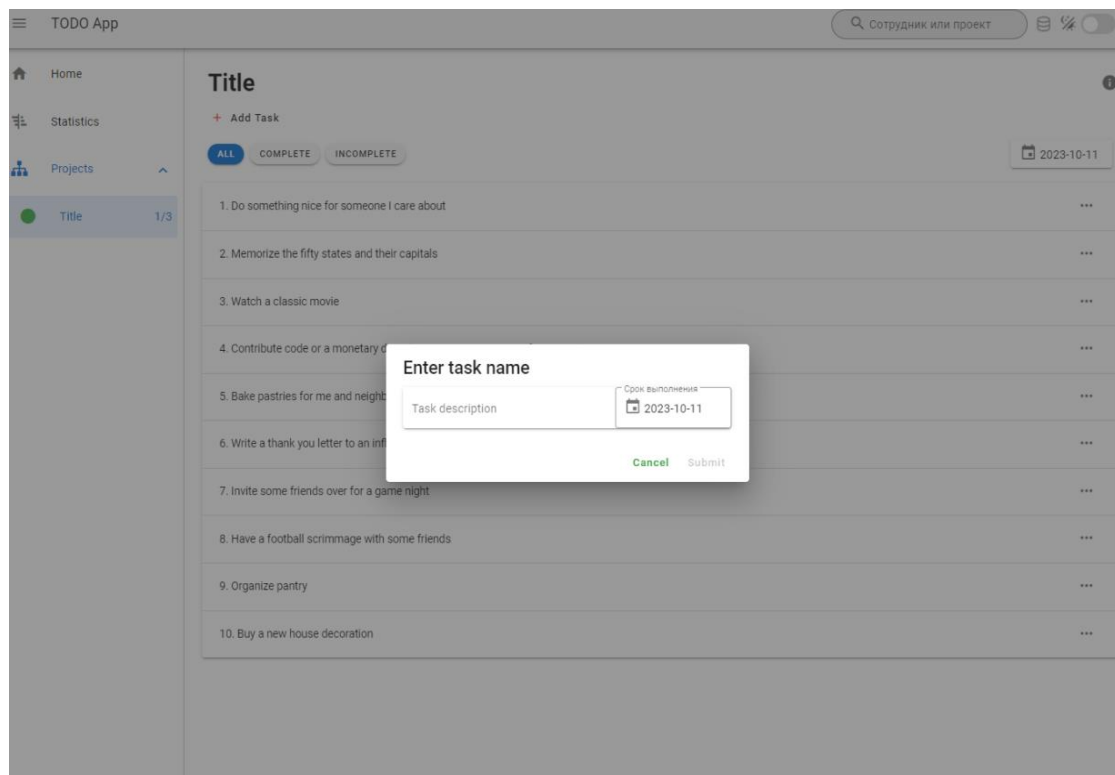 TODO App
Сотрудник или проект
Home
Statistics
Projects
Title 1/3
Title
+ Add Task
ALL COMPLETE INCOMPLETE
2023-10-11
1. Do something nice for someone I care about
2. Memorize the fifty states and their capitals
3. Watch a classic movie
4. Contribute code or a monetary
5. Bake pastries for me and
6. Write a thank you letter to an
7. Invite some friends over for a game night
8. Have a football scrimmage with some friends
9. Organize pantry
10. Buy a new house decoration
Enter task name
Срок выполнения
Task description
2023-10-11
Cancel Submit